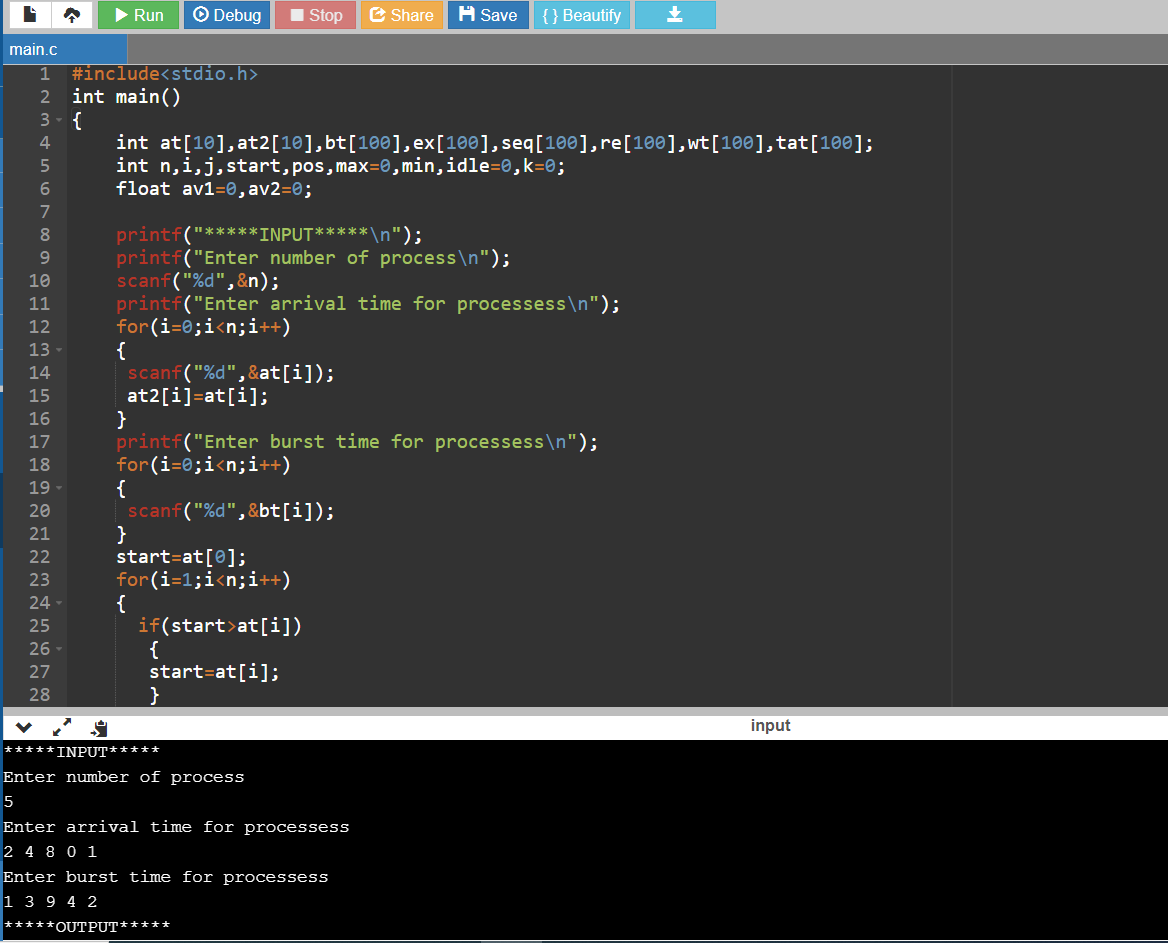 Run Debug Stop Share Save { } Beautify
main.c
1 #include<stdio.h>
2 int main()
3 {
4 int at[10],at2[10],bt[100],ex[100],seq[100],re[100],wt[100],tat[100];
5 int n,i,j,start,pos,max=0,min,idle=0,k=0;
6 float av1=0,av2=0;
7
8 printf("*****INPUT*****\n");
9 printf("Enter number of process\n");
10 scanf("%d",&n);
11 printf("Enter arrival time for processess\n");
12 for(i=0;i<n;i++)
13 {
14 scanf("%d",&at[i]);
15 at2[i]=at[i];
16 }
17 printf("Enter burst time for processess\n");
18 for(i=0;i<n;i++)
19 {
20 scanf("%d",&bt[i]);
21 }
22 start=at[0];
23 for(i=1;i<n;i++)
24 {
25 if(start>at[i])
26 {
27 start=at[i];
28 }
input
*****INPUT*****
Enter number of process
5
Enter arrival time for processess
2 4 8 0 1
Enter burst time for processess
1 3 9 4 2
*****OUTPUT*****